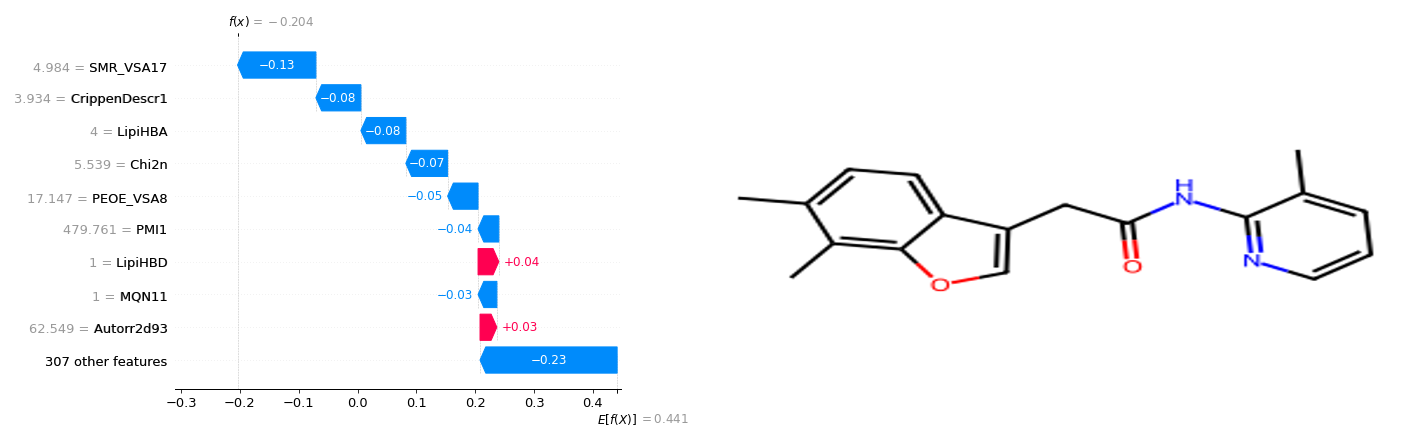 f(x) = −0.204
4.984 = SMR_VSA17
−0.13
3.934 = CrippenDescr1
−0.08
4 = LipiHBA
−0.08
5.539 = Chi2n
−0.07
17.147 = PEOE_VSA8
−0.05
479.761 = PMI1
−0.04
1 = LipiHBD
+0.04
1 = MQN11
−0.03
62.549 = Autorr2d93
+0.03
307 other features
−0.23
−0.3 −0.2 −0.1 0.0 0.1 0.2 0.3 0.4
E[f(X)] = 0.441
H
N
O
N
O